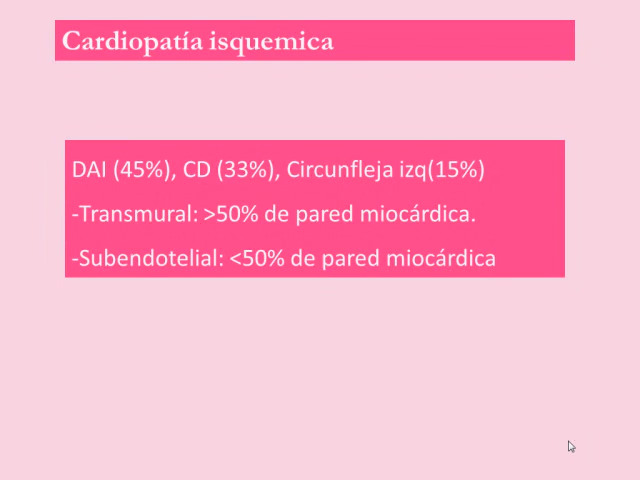 Cardiopatía isquemica
DAI (45%), CD (33%), Circunfleja izq(15%)
-Transmural: >50% de pared miocárdica.
-Subendotelial: <50% de pared miocárdica